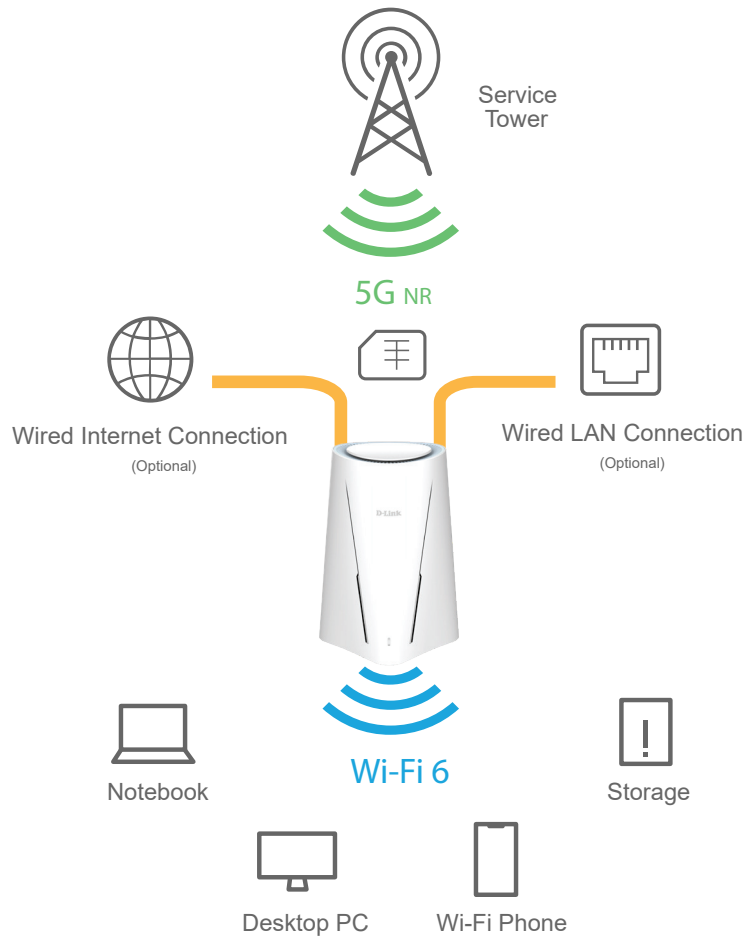 Service
Tower
5G NR
Wired Internet Connection
(Optional)
Wired LAN Connection
(Optional)
D-Link
Wi-Fi 6
Notebook
Storage
Desktop PC
Wi-Fi Phone